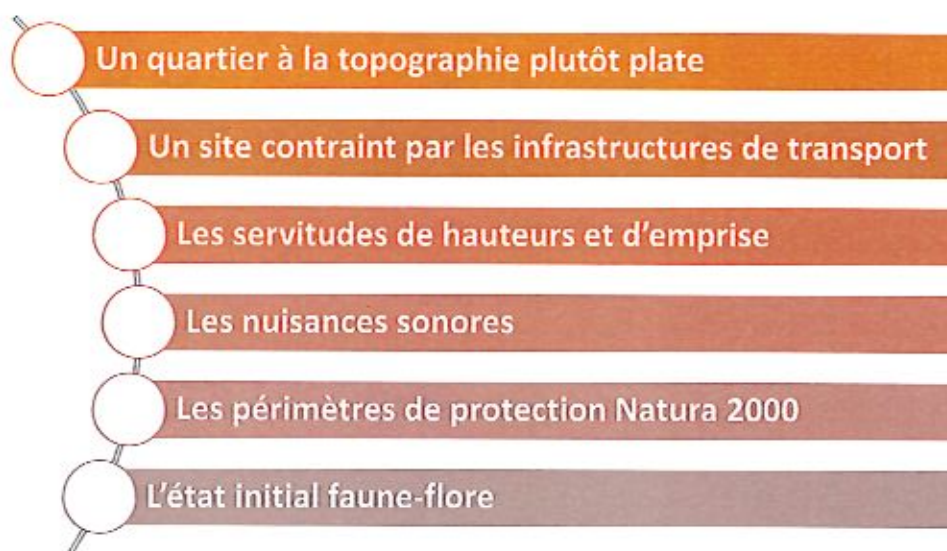 Un quartier à la topographie plutôt plate
Un site contraint par les infrastructures de transport
Les servitudes de hauteurs et d’emprise
Les nuisances sonores
Les périmètres de protection Natura 2000
L’état initial faune-flore